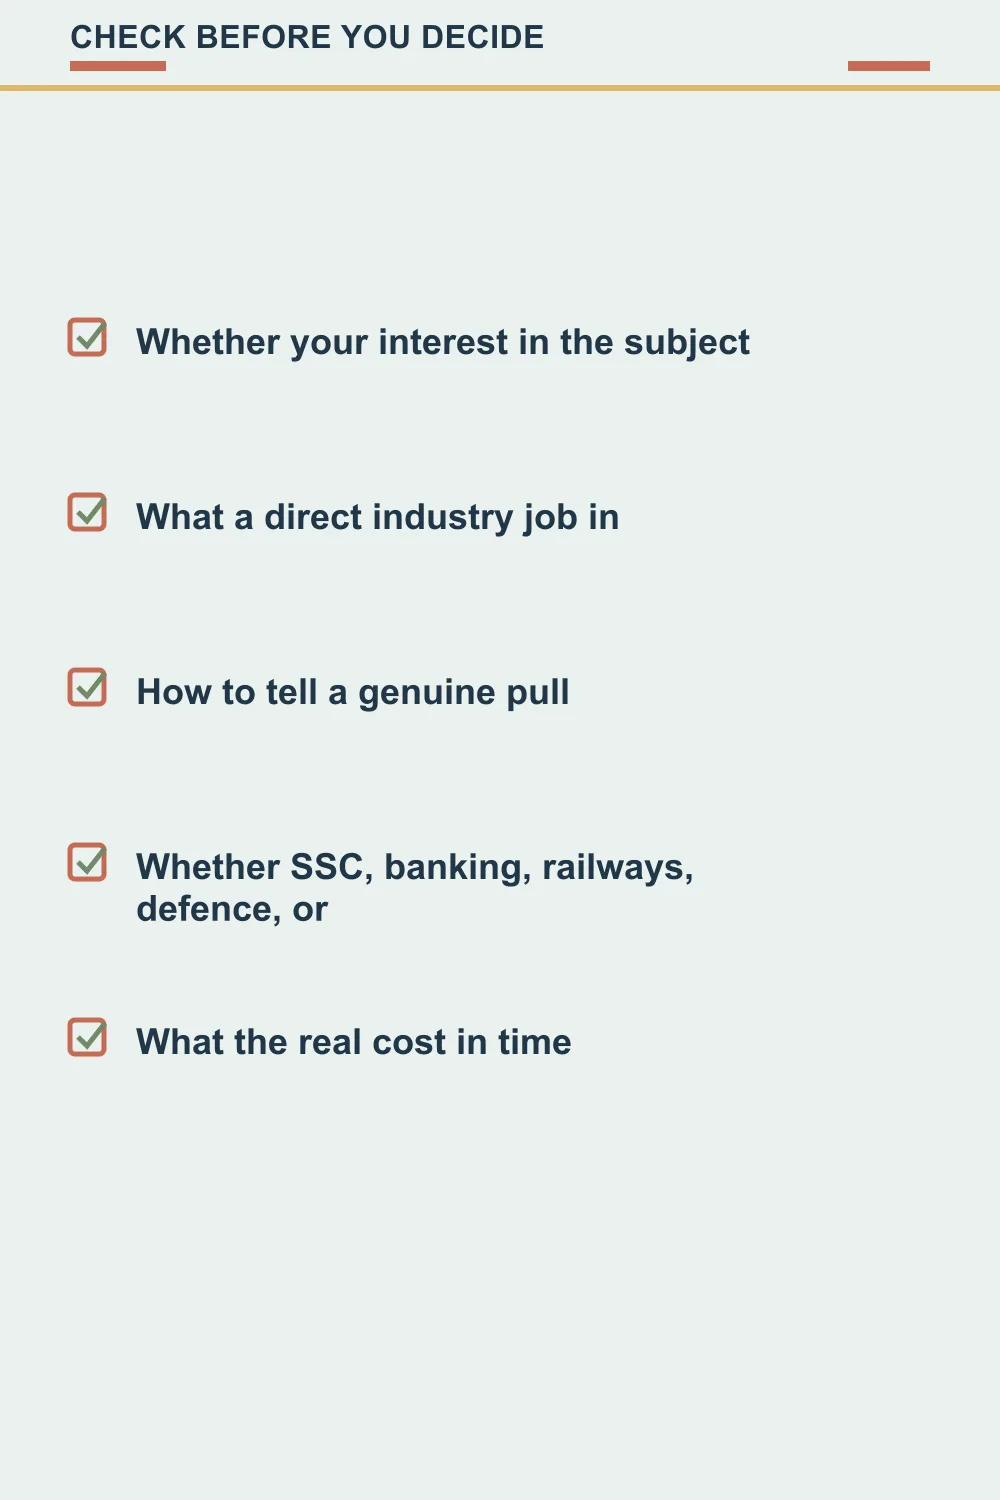 CHECK BEFORE YOU DECIDE
Whether your interest in the subject
What a direct industry job in
How to tell a genuine pull
Whether SSC, banking, railways,
defence, or
What the real cost in time